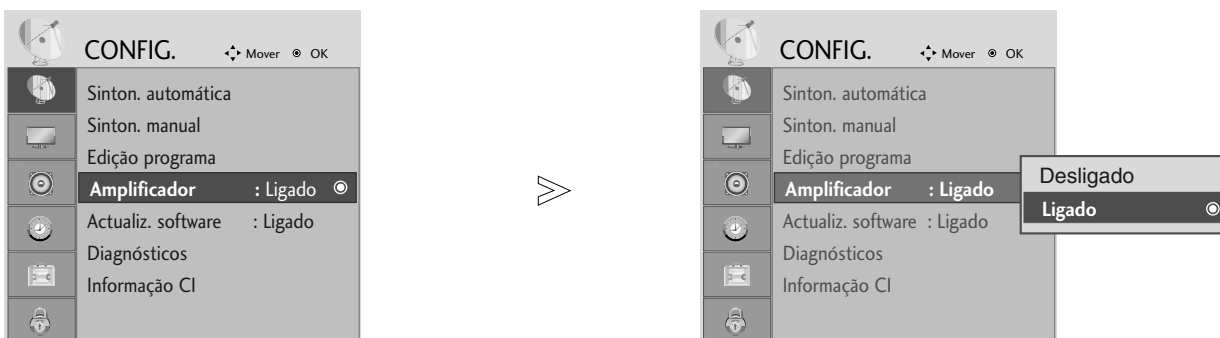 CONFIG. Mover OK
Sinton. automática
Sinton. manual
Edição programa
Amplificador : Ligado
Actualiz. software : Ligado
Diagnósticos
Informação CI
CONFIG. Mover OK
Sinton. automática
Sinton. manual
Edição programa
Amplificador : Ligado
Actualiz. software : Ligado
Diagnósticos
Informação CI
Desligado
Ligado